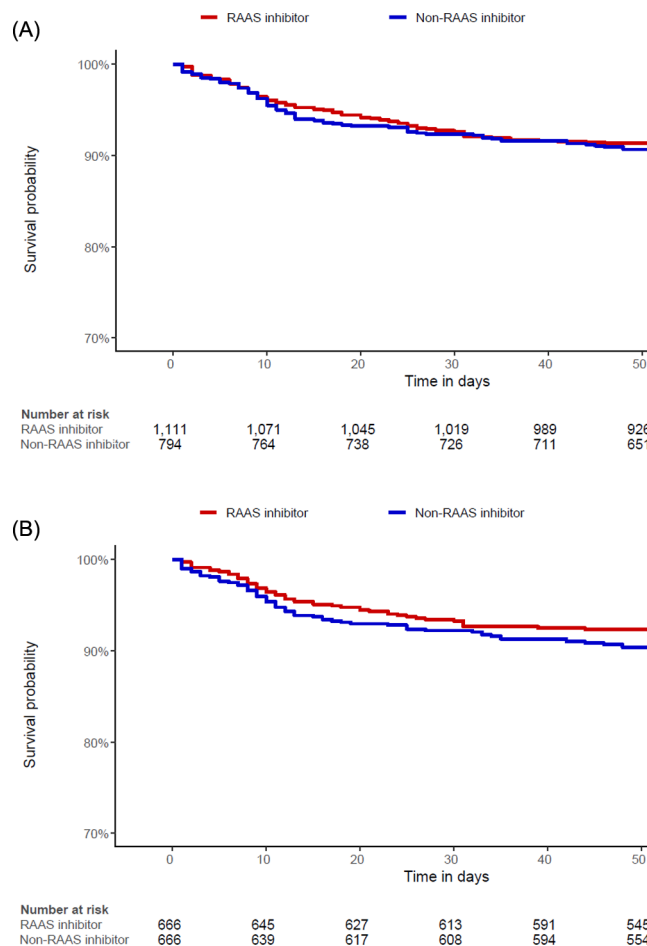 (A)
RAAS inhibitor Non-RAAS inhibitor
Survival probability
100%
90%
80%
70%
0 10 20 30 40 50
Time in days
Number at risk
RAAS inhibitor 1,111 1,071 1,045 1,019 989 926
Non-RAAS inhibitor 794 764 738 726 711 651
(B)
RAAS inhibitor Non-RAAS inhibitor
Survival probability
100%
90%
80%
70%
0 10 20 30 40 50
Time in days
Number at risk
RAAS inhibitor 666 645 627 613 591 545
Non-RAAS inhibitor 666 639 617 608 594 554